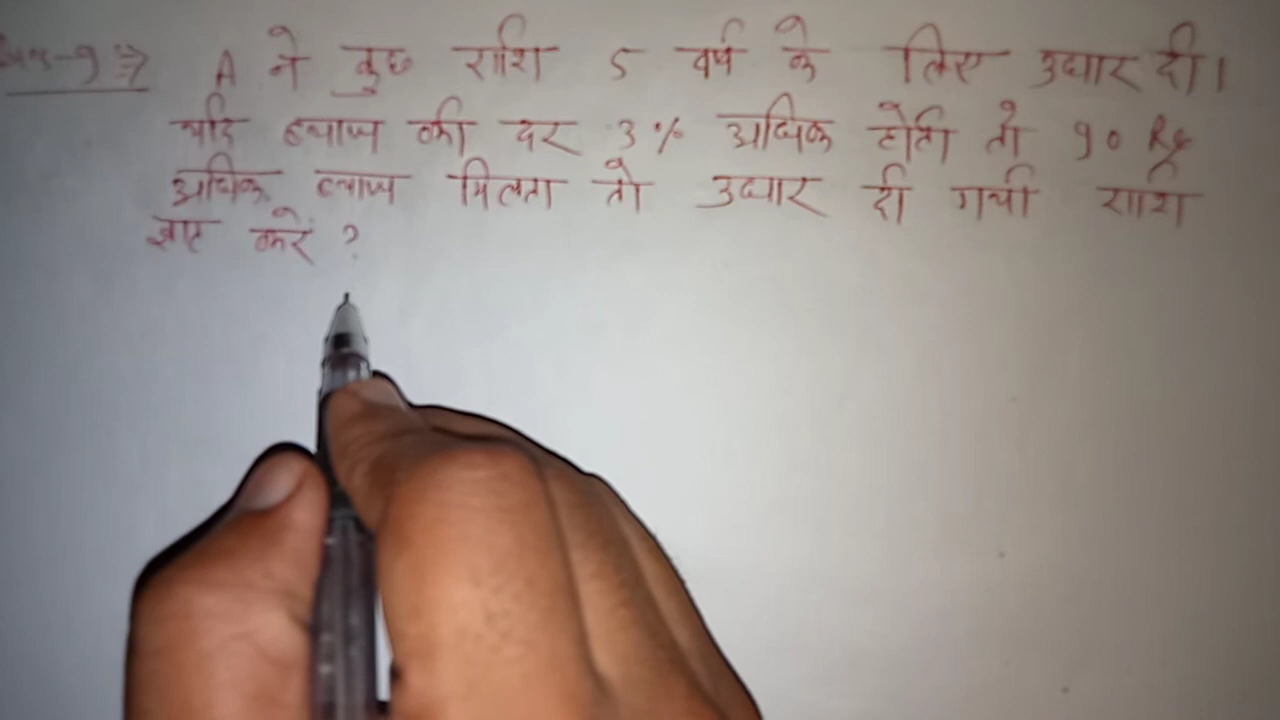 A ने कुछ राशि 5 वर्ष के लिए उधार दी।
यदि ब्याज की दर 3% अधिक होती तो 90 Rs
अधिक ब्याज मिलता तो उधार दी गयी राशि
ज्ञात करें ?